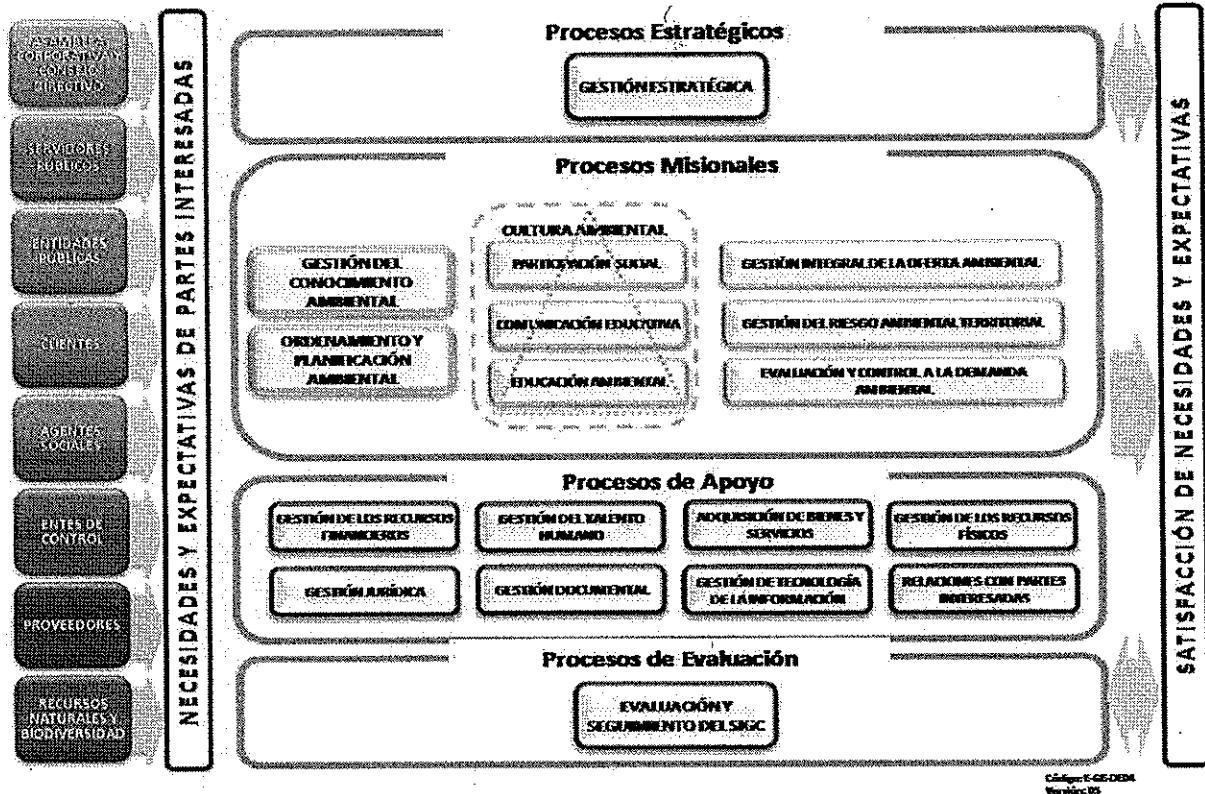 ASAMBLEA
CORPORATIVA Y
CONSEJO
DIRECTIVO
SERVIDORES
PÚBLICOS
ENTIDADES
PÚBLICAS
CLIENTES
AGENTES
SOCIALES
ENTES DE
CONTROL
PROVEEDORES
RECURSOS
NATURALES Y
BIODIVERSIDAD
NECESIDADES Y EXPECTATIVAS DE PARTES INTERESADAS
Procesos Estratégicos
GESTIÓN ESTRATÉGICA
Procesos Misionales
GESTIÓN DEL
CONOCIMIENTO
AMBIENTAL
ORDENAMIENTO Y
PLANIFICACIÓN
AMBIENTAL
CULTURA AMBIENTAL
PARTICIPACIÓN SOCIAL
COMUNICACIÓN EDUCATIVA
EDUCACIÓN AMBIENTAL
GESTIÓN INTEGRAL DE LA OFERTA AMBIENTAL
GESTIÓN DEL RIESGO AMBIENTAL TERRITORIAL
EVALUACIÓN Y CONTROL A LA DEMANDA
AMBIENTAL
Procesos de Apoyo
GESTIÓN DE LOS RECURSOS
FINANCIEROS
GESTIÓN DEL TALENTO
HUMANO
ADQUISICIÓN DE BIENES Y
SERVICIOS
GESTIÓN DE LOS RECURSOS
FÍSICOS
GESTIÓN JURÍDICA
GESTIÓN DOCUMENTAL
GESTIÓN DE TECNOLOGÍA
DE LA INFORMACIÓN
RELACIONES CON PARTES
INTERESADAS
Procesos de Evaluación
EVALUACIÓN Y
SEGUIMIENTO DEL SIGC
SATISFACCIÓN DE NECESIDADES Y EXPECTATIVAS
Código: E-GE-DE04
Versión: 05